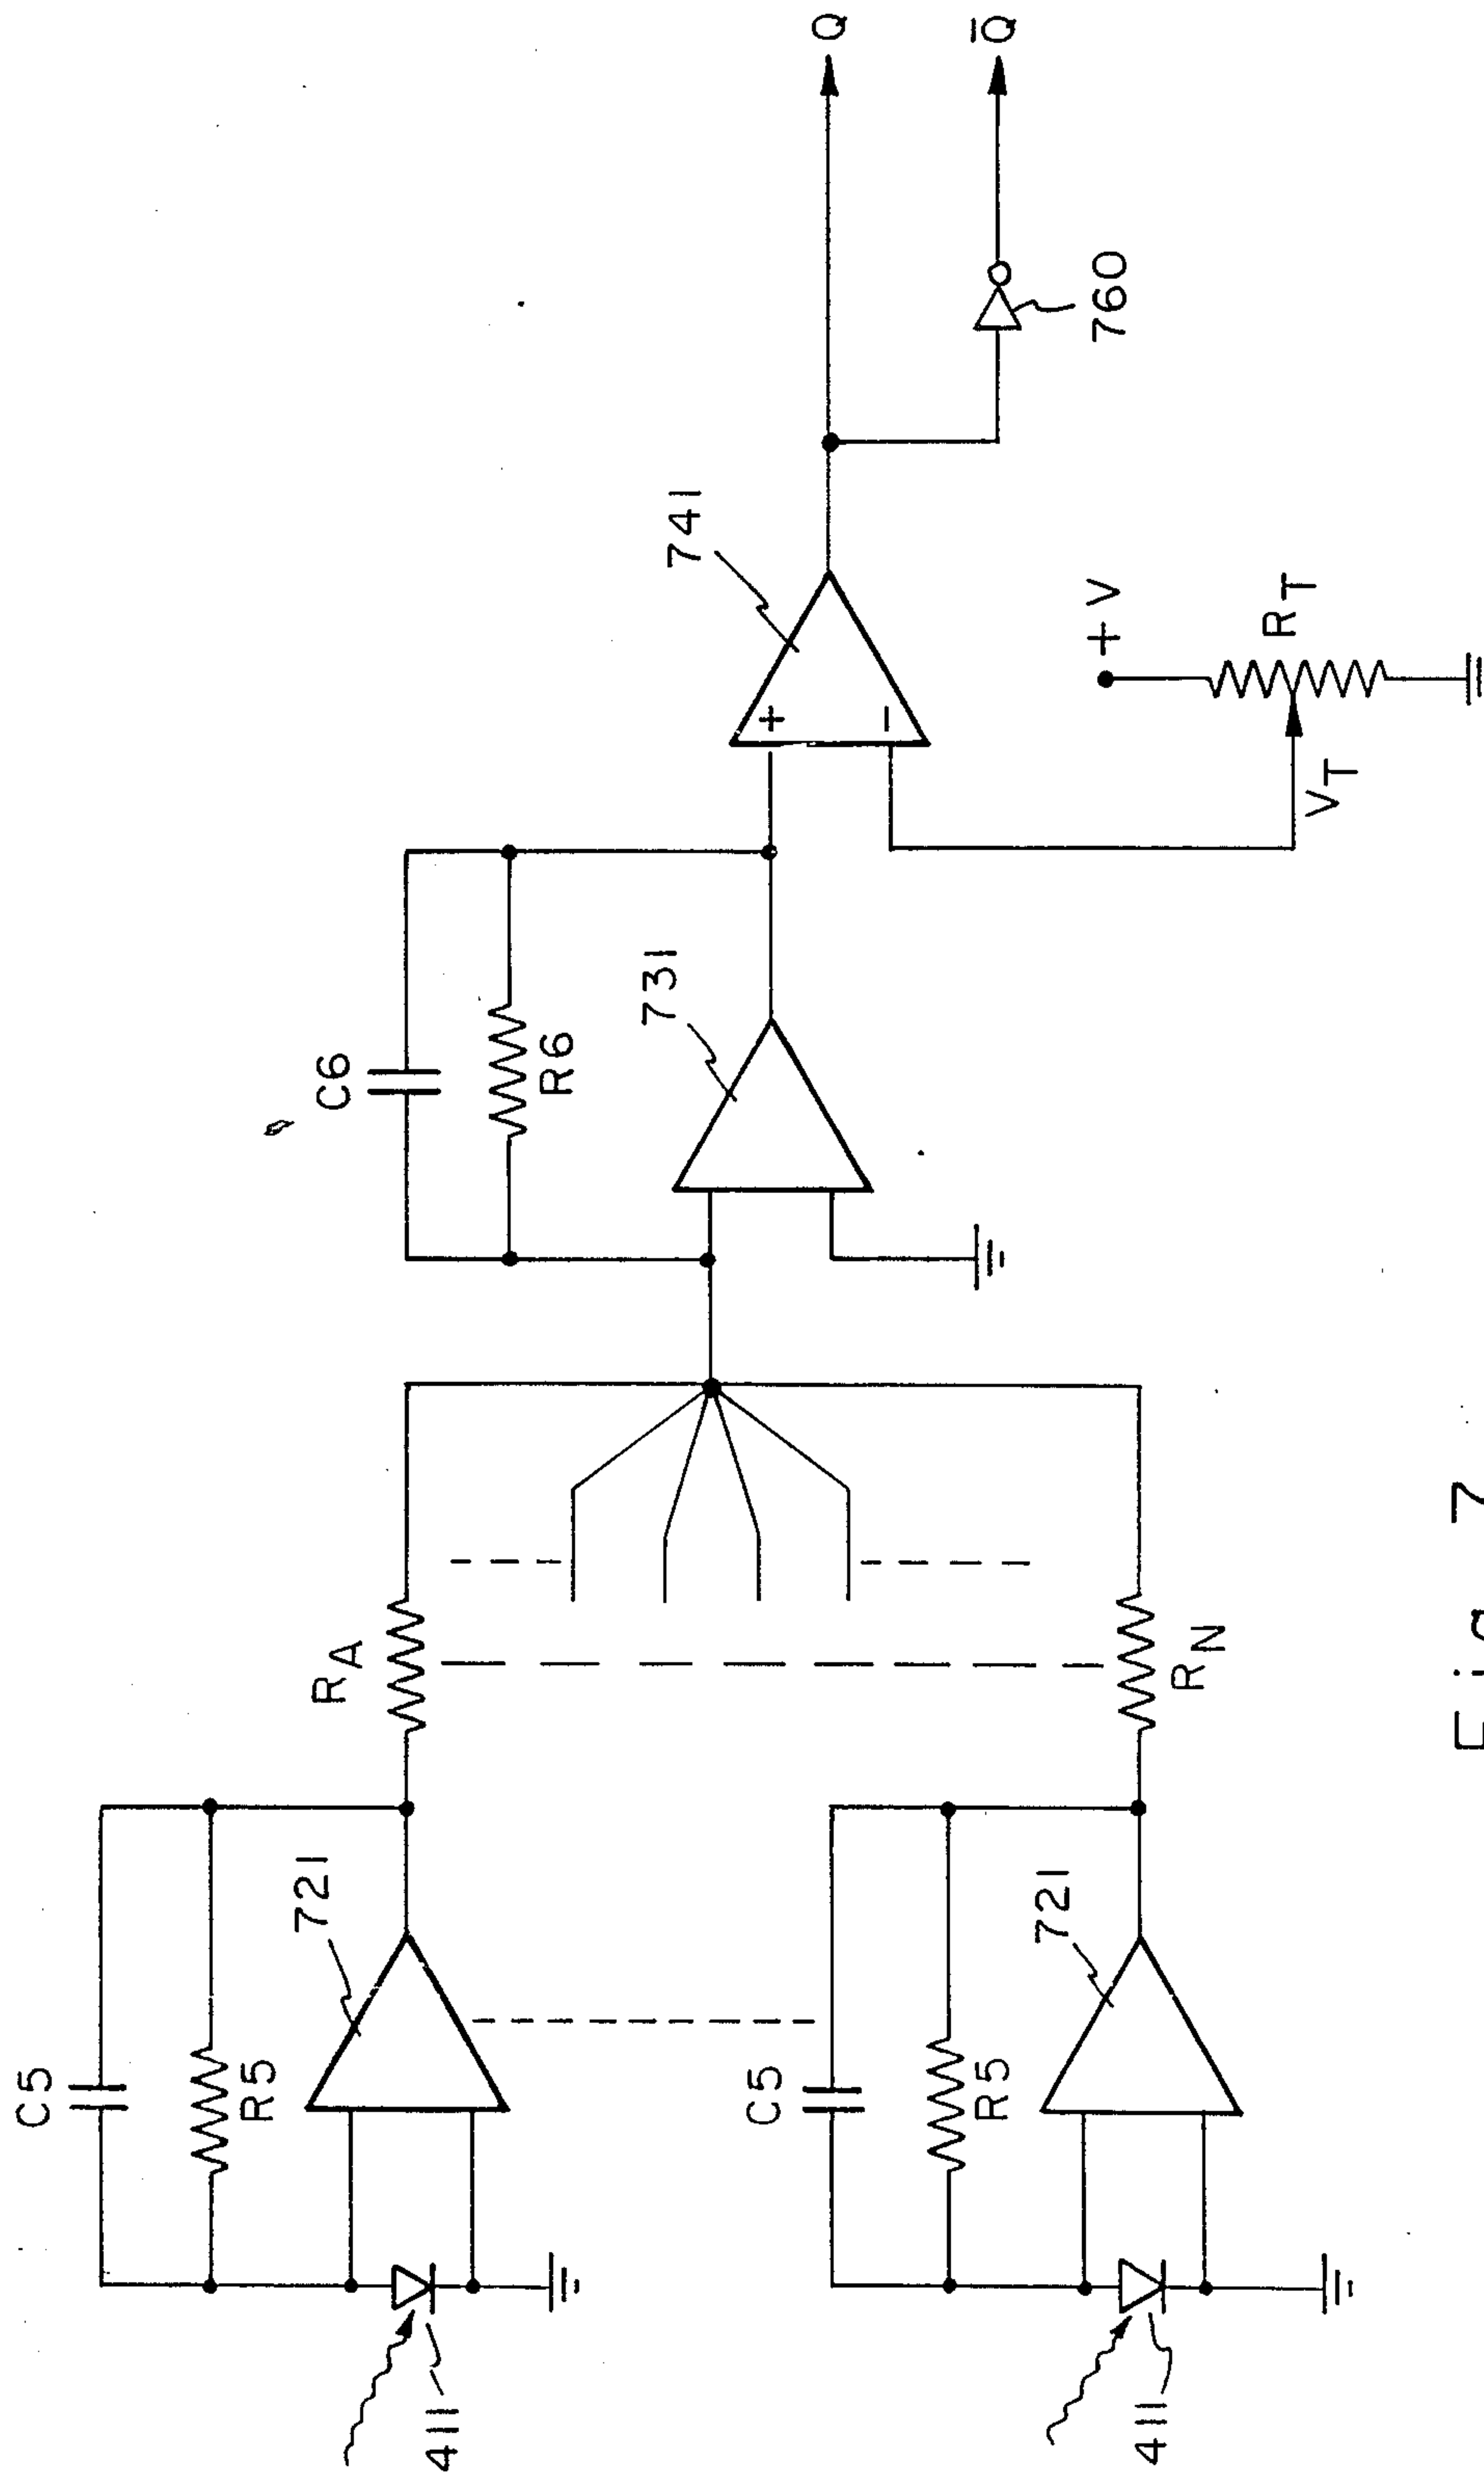 C5
R5
721
411
R_A
C5
R5
721
411
R_N
C6
R6
731
741
+
−
+V
R_T
V_T
760
Q
Q̅
Fig. 7